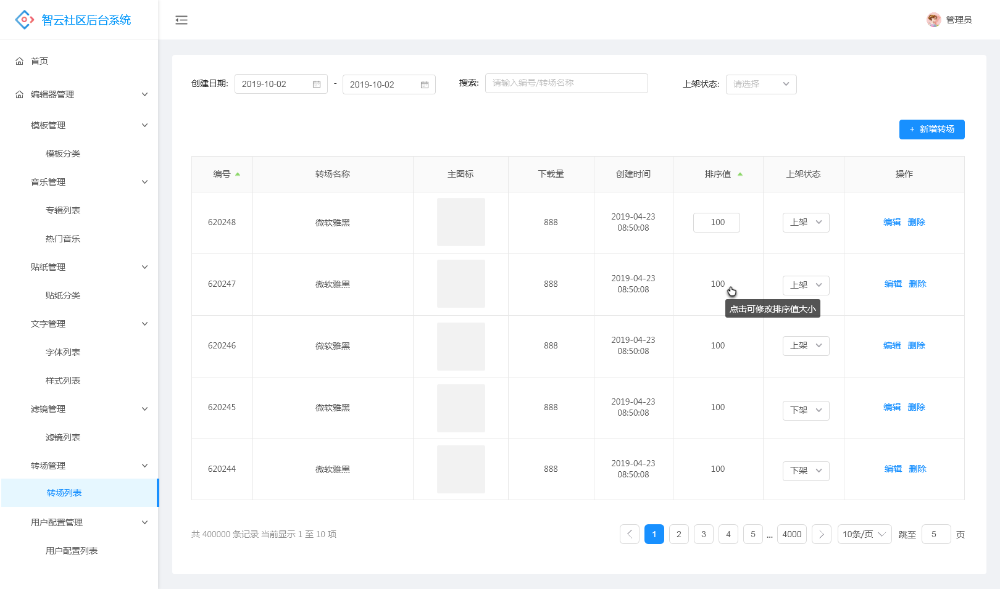 智云社区后台系统
管理员
首页
编辑器管理
模板管理
模板分类
音乐管理
专辑列表
热门音乐
贴纸管理
贴纸分类
文字管理
字体列表
样式列表
滤镜管理
滤镜列表
转场管理
转场列表
用户配置管理
用户配置列表
创建日期: 2019-10-02 - 2019-10-02 搜索: 请输入编号/转场名称 上架状态: 请选择
+ 新增转场
编号 转场名称 主图标 下载量 创建时间 排序值 上架状态 操作
620248 微软雅黑 888 2019-04-23 08:50:08 100 上架 编辑 删除
620247 微软雅黑 888 2019-04-23 08:50:08 100 上架 编辑 删除
点击可修改排序值大小
620246 微软雅黑 888 2019-04-23 08:50:08 100 上架 编辑 删除
620245 微软雅黑 888 2019-04-23 08:50:08 100 下架 编辑 删除
620244 微软雅黑 888 2019-04-23 08:50:08 100 下架 编辑 删除
共 400000 条记录 当前显示 1 至 10 项 1 2 3 4 5 ... 4000 10条/页 跳至 5 页